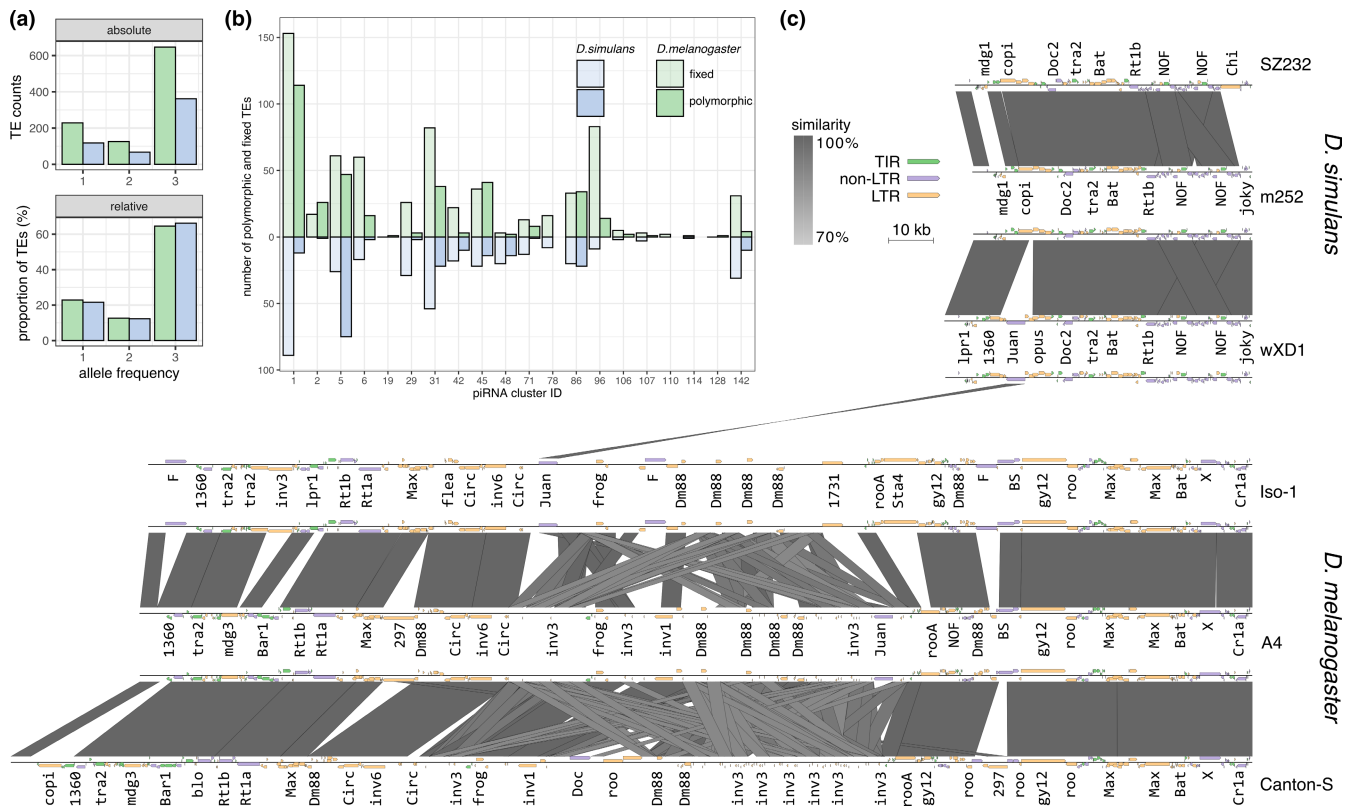 (a)
absolute
TE counts
600
400
200
0
1 2 3
relative
proportion of TEs (%)
60
40
20
0
1 2 3
allele frequency
(b)
number of polymorphic and fixed TEs
150
100
50
0
50
100
D.simulans D.melanogaster
fixed
polymorphic
1 2 5 6 19 29 31 42 45 48 71 78 86 96 106 107 110 114 128 142
piRNA cluster ID
(c)
similarity
100%
70%
TIR
non-LTR
LTR
10 kb
mdg1 copi Doc2 tra2 Bat Rt1b NOF NOF Chi
SZ232
mdg1 copi Doc2 tra2 Bat Rt1b NOF NOF joky
m252
D. simulans
1pr1 1360 Juan opus Doc2 tra2 Bat Rt1b NOF NOF joky
wXD1
F 1360 tra2 tra2 inv3 1pr1 Rt1b Rt1a Max flea Circ inv6 Circ Juan frog F Dm88 Dm88 Dm88 Dm88 1731 rooA Sta4 gy12 Dm88 F BS gy12 roo Max Max Bat X Cr1a
Iso-1
1360 tra2 mdg3 Bar1 Rt1b Rt1a Max 297 Dm88 Circ inv6 Circ inv3 frog inv3 inv1 Dm88 Dm88 Dm88 Dm88 inv3 Juan rooA NOF Dm88 BS gy12 roo Max Max Bat X Cr1a
A4
D. melanogaster
copi 1360 tra2 mdg3 Bar1 blo Rt1b Rt1a Max Dm88 Circ inv6 Circ inv3 frog inv1 Doc roo Dm88 Dm88 inv3 inv3 inv3 inv3 inv3 inv3 rooA gy12 roo 297 roo gy12 roo Max Max Bat X Cr1a
Canton-S